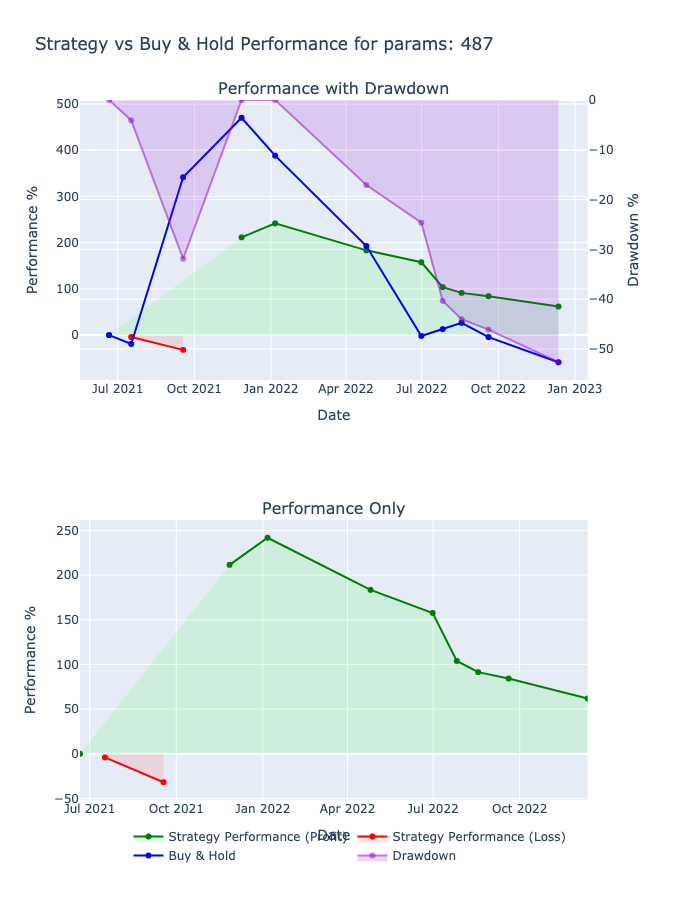 Strategy vs Buy & Hold Performance for params: 487
Performance with Drawdown
500
400
300
200
100
0
0
−10
−20
−30
−40
−50
Performance %
Drawdown %
Jul 2021 Oct 2021 Jan 2022 Apr 2022 Jul 2022 Oct 2022 Jan 2023
Date
Performance Only
250
200
150
100
50
0
−50
Performance %
Jul 2021 Oct 2021 Jan 2022 Apr 2022 Jul 2022 Oct 2022
Date
Strategy Performance (Profit) Strategy Performance (Loss)
Buy & Hold Drawdown